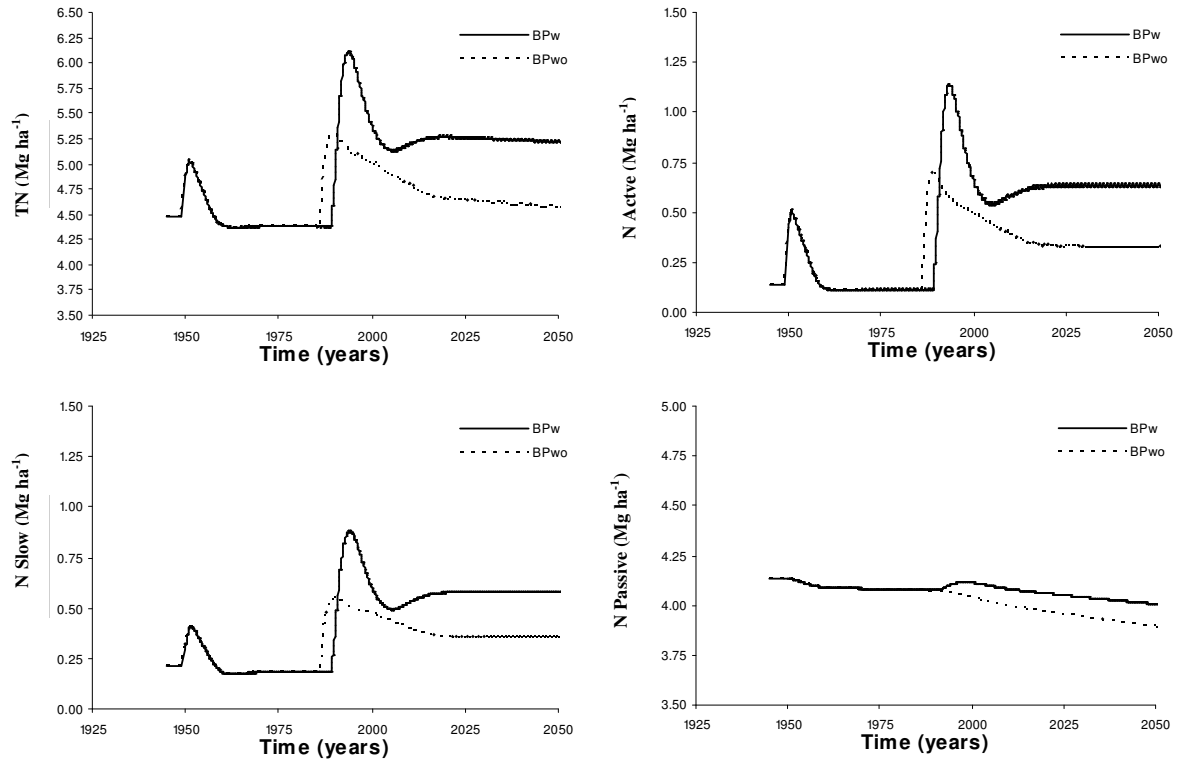 6.50
6.25
6.00
5.75
5.50
5.25
5.00
4.75
4.50
4.25
4.00
3.75
3.50
TN (Mg ha⁻¹)
BPw
BPwo
1925 1950 1975 2000 2025 2050
Time (years)
1.50
1.25
1.00
0.75
0.50
0.25
0.00
N Actve (Mg ha⁻¹)
BPw
BPwo
1925 1950 1975 2000 2025 2050
Time (years)
1.50
1.25
1.00
0.75
0.50
0.25
0.00
N Slow (Mg ha⁻¹)
BPw
BPwo
1925 1950 1975 2000 2025 2050
Time (years)
5.00
4.75
4.50
4.25
4.00
3.75
3.50
N Passive (Mg ha⁻¹)
BPw
BPwo
1925 1950 1975 2000 2025 2050
Time (years)